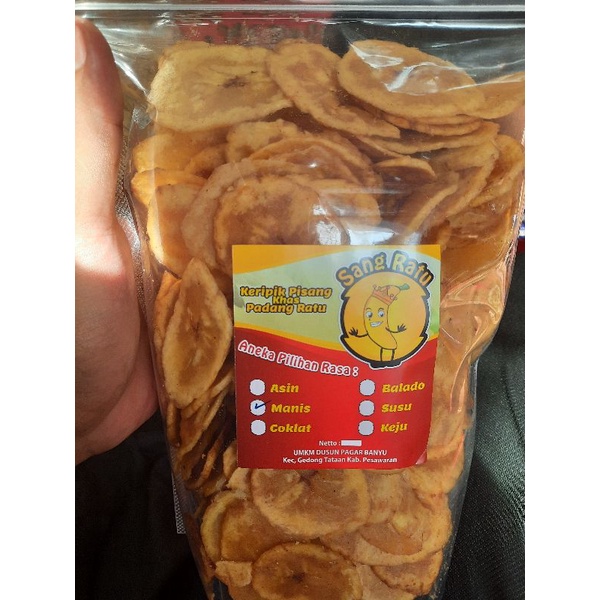 Sang Ratu
Keripik Pisang
Khas
Padang Ratu
Aneka Pilihan Rasa :
Asin
Manis
Coklat
Balado
Susu
Keju
Netto :
UMKM DUSUN PAGAR BANYU
Kec, Gedong Tataan Kab. Pesawaran